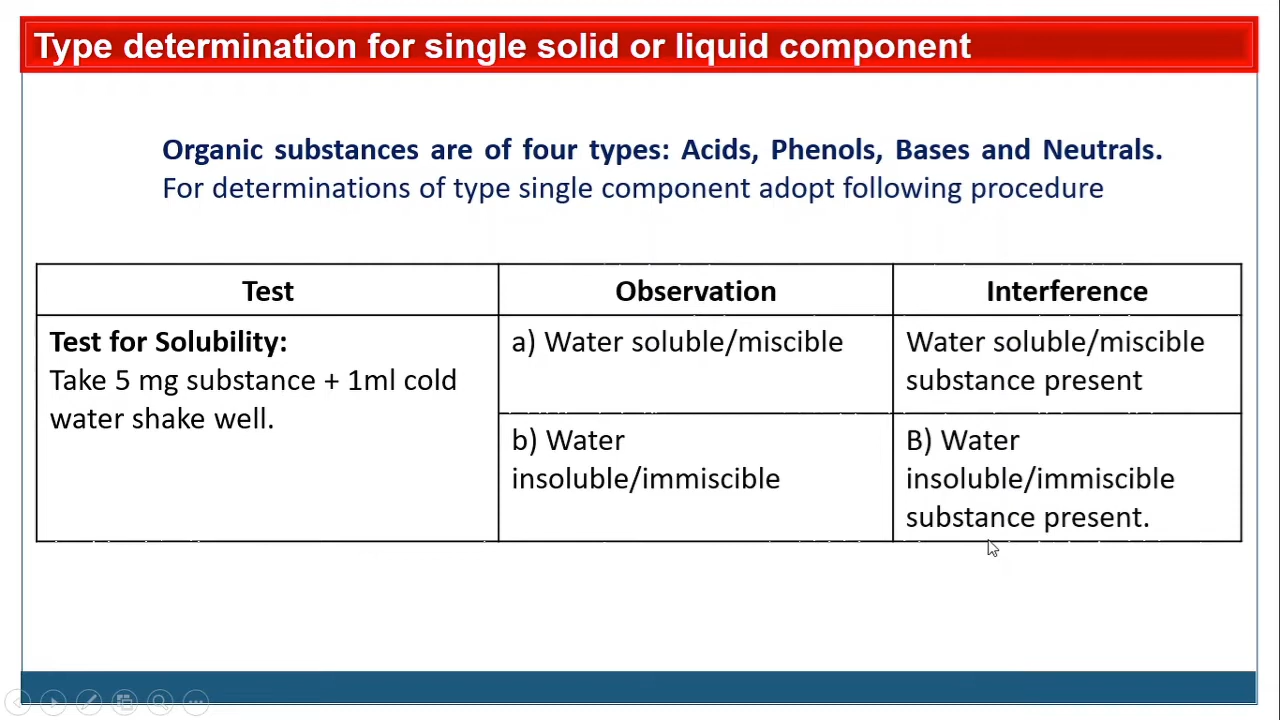 Type determination for single solid or liquid component
Organic substances are of four types: Acids, Phenols, Bases and Neutrals.
For determinations of type single component adopt following procedure
Test
Observation
Interference
Test for Solubility:
Take 5 mg substance + 1ml cold
water shake well.
a) Water soluble/miscible
Water soluble/miscible
substance present
b) Water
insoluble/immiscible
B) Water
insoluble/immiscible
substance present.